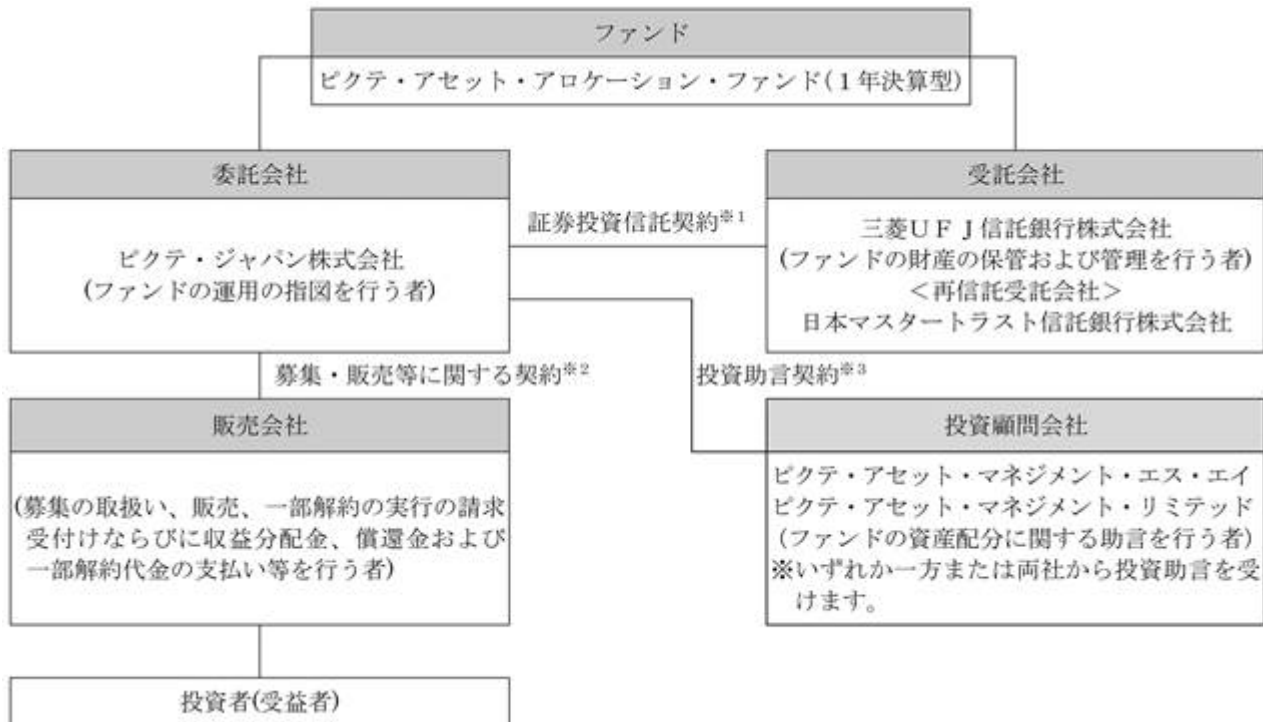 ファンド
ピクテ・アセット・アロケーション・ファンド(1年決算型)
委託会社
ピクテ・ジャパン株式会社
(ファンドの運用の指図を行う者)
証券投資信託契約※1
受託会社
三菱UFJ信託銀行株式会社
(ファンドの財産の保管および管理を行う者)
<再信託受託会社>
日本マスタートラスト信託銀行株式会社
募集・販売等に関する契約※2
投資助言契約※3
販売会社
(募集の取扱い、販売、一部解約の実行の請求
受付けならびに収益分配金、償還金および
一部解約代金の支払い等を行う者)
投資顧問会社
ピクテ・アセット・マネジメント・エス・エイ
ピクテ・アセット・マネジメント・リミテッド
(ファンドの資産配分に関する助言を行う者)
※いずれか一方または両社から投資助言を受
けます。
投資者(受益者)